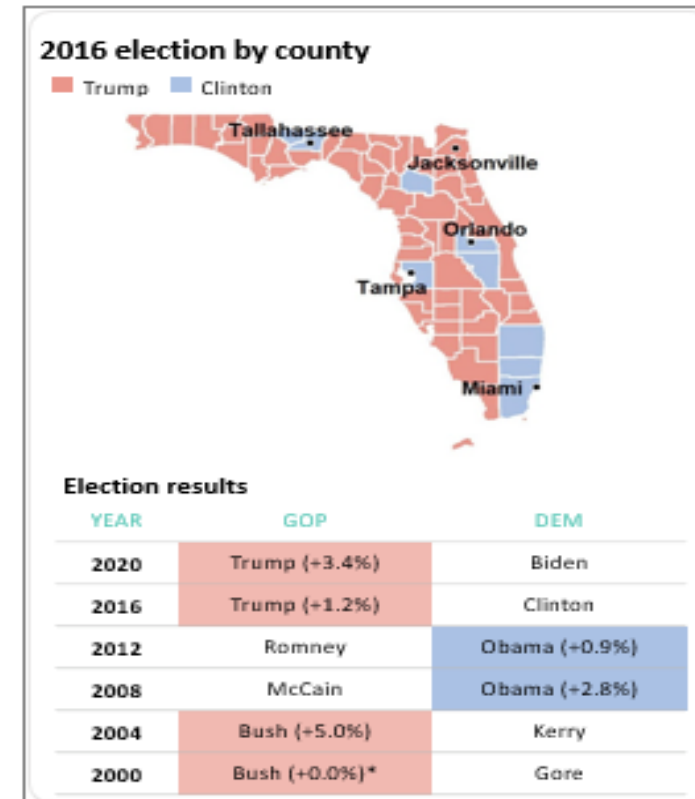 2016 election by county
Trump Clinton
Tallahassee
Jacksonville
Orlando
Tampa
Miami
Election results
YEAR GOP DEM
2020 Trump (+3.4%) Biden
2016 Trump (+1.2%) Clinton
2012 Romney Obama (+0.9%)
2008 McCain Obama (+2.8%)
2004 Bush (+5.0%) Kerry
2000 Bush (+0.0%)* Gore